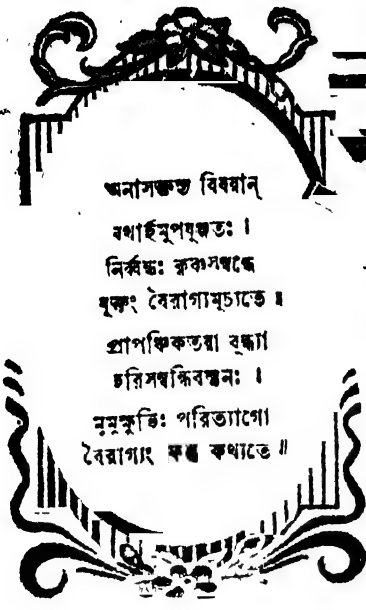 অনাসক্তস্য বিষয়ান্
যথার্হমুপযুঞ্জতঃ ।
নির্ব্বন্ধঃ কৃষ্ণসম্বন্ধে
যুক্তং বৈরাগ্যমুচ্যতে ॥
প্রাপঞ্চিকতয়া বুদ্ধ্যা
হরিসম্বন্ধিবস্তুনঃ ।
মুমুক্ষুভিঃ পরিত্যাগো
বৈরাগ্যং ফল্গু কথ্যতে ॥